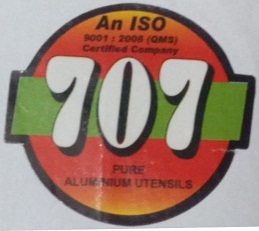 An ISO
9001 : 2008 (QMS)
Certified Company
707
PURE
ALUMINIUM UTENSILS